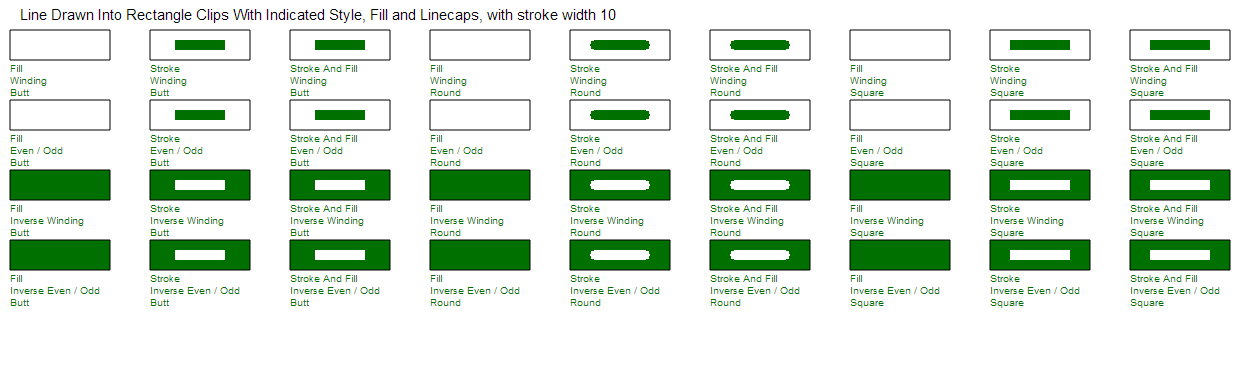 Line Drawn Into Rectangle Clips With Indicated Style, Fill and Linecaps, with stroke width 10
Fill Stroke Stroke And Fill Fill Stroke Stroke And Fill Fill Stroke Stroke And Fill
Winding Winding Winding Winding Winding Winding Winding Winding Winding
Butt Butt Butt Round Round Round Square Square Square
Fill Stroke Stroke And Fill Fill Stroke Stroke And Fill Fill Stroke Stroke And Fill
Even / Odd Even / Odd Even / Odd Even / Odd Even / Odd Even / Odd Even / Odd Even / Odd Even / Odd
Butt Butt Butt Round Round Round Square Square Square
Fill Stroke Stroke And Fill Fill Stroke Stroke And Fill Fill Stroke Stroke And Fill
Inverse Winding Inverse Winding Inverse Winding Inverse Winding Inverse Winding Inverse Winding Inverse Winding Inverse Winding Inverse Winding
Butt Butt Butt Round Round Round Square Square Square
Fill Stroke Stroke And Fill Fill Stroke Stroke And Fill Fill Stroke Stroke And Fill
Inverse Even / Odd Inverse Even / Odd Inverse Even / Odd Inverse Even / Odd Inverse Even / Odd Inverse Even / Odd Inverse Even / Odd Inverse Even / Odd Inverse Even / Odd
Butt Butt Butt Round Round Round Square Square Square